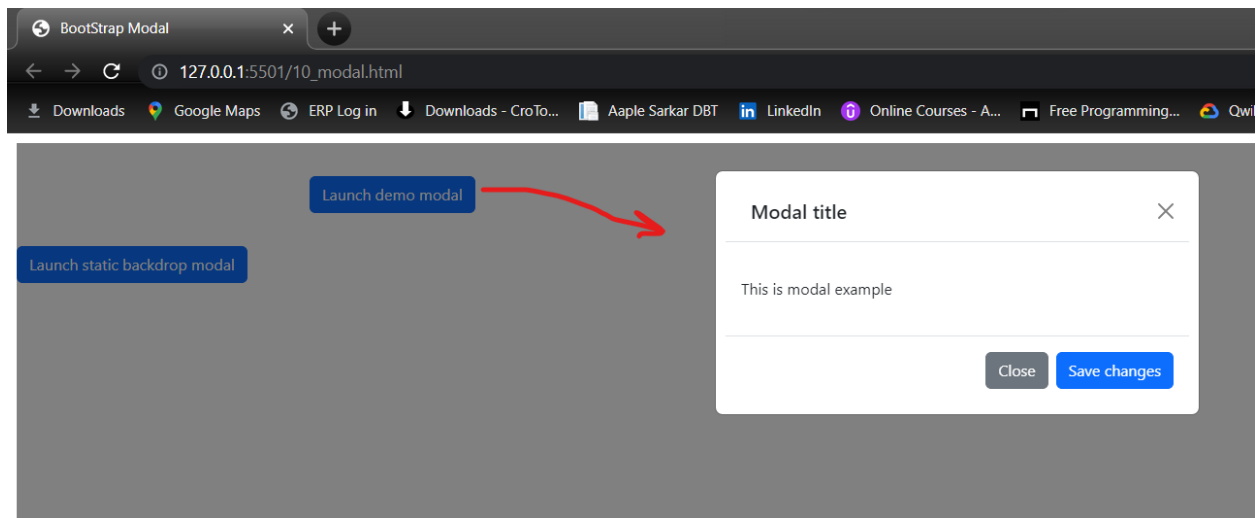 BootStrap Modal
127.0.0.1:5501/10_modal.html
Downloads Google Maps ERP Log in Downloads - CroTo... Aaple Sarkar DBT LinkedIn Online Courses - A... Free Programming... Qwi
Launch demo modal
Launch static backdrop modal
Modal title
This is modal example
Close Save changes